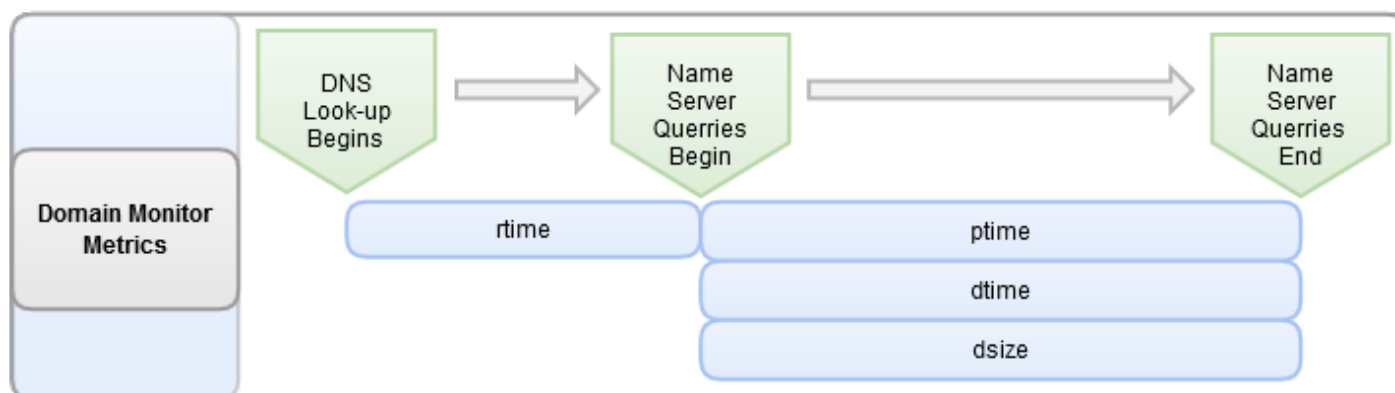 DNS
Look-up
Begins
Name
Server
Querries
Begin
Name
Server
Querries
End
Domain Monitor
Metrics
rtime
ptime
dtime
dsize